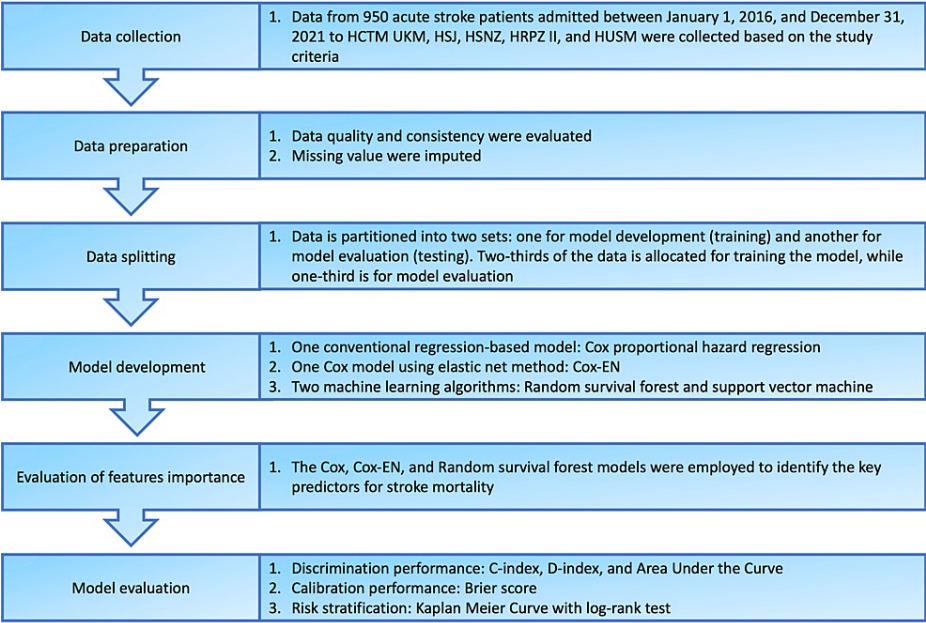 Data collection
1. Data from 950 acute stroke patients admitted between January 1, 2016, and December 31,
2021 to HCTM UKM, HSJ, HSNZ, HRPZ II, and HUSM were collected based on the study
criteria
Data preparation
1. Data quality and consistency were evaluated
2. Missing value were imputed
Data splitting
1. Data is partitioned into two sets: one for model development (training) and another for
model evaluation (testing). Two-thirds of the data is allocated for training the model, while
one-third is for model evaluation
Model development
1. One conventional regression-based model: Cox proportional hazard regression
2. One Cox model using elastic net method: Cox-EN
3. Two machine learning algorithms: Random survival forest and support vector machine
Evaluation of features importance
1. The Cox, Cox-EN, and Random survival forest models were employed to identify the key
predictors for stroke mortality
Model evaluation
1. Discrimination performance: C-index, D-index, and Area Under the Curve
2. Calibration performance: Brier score
3. Risk stratification: Kaplan Meier Curve with log-rank test